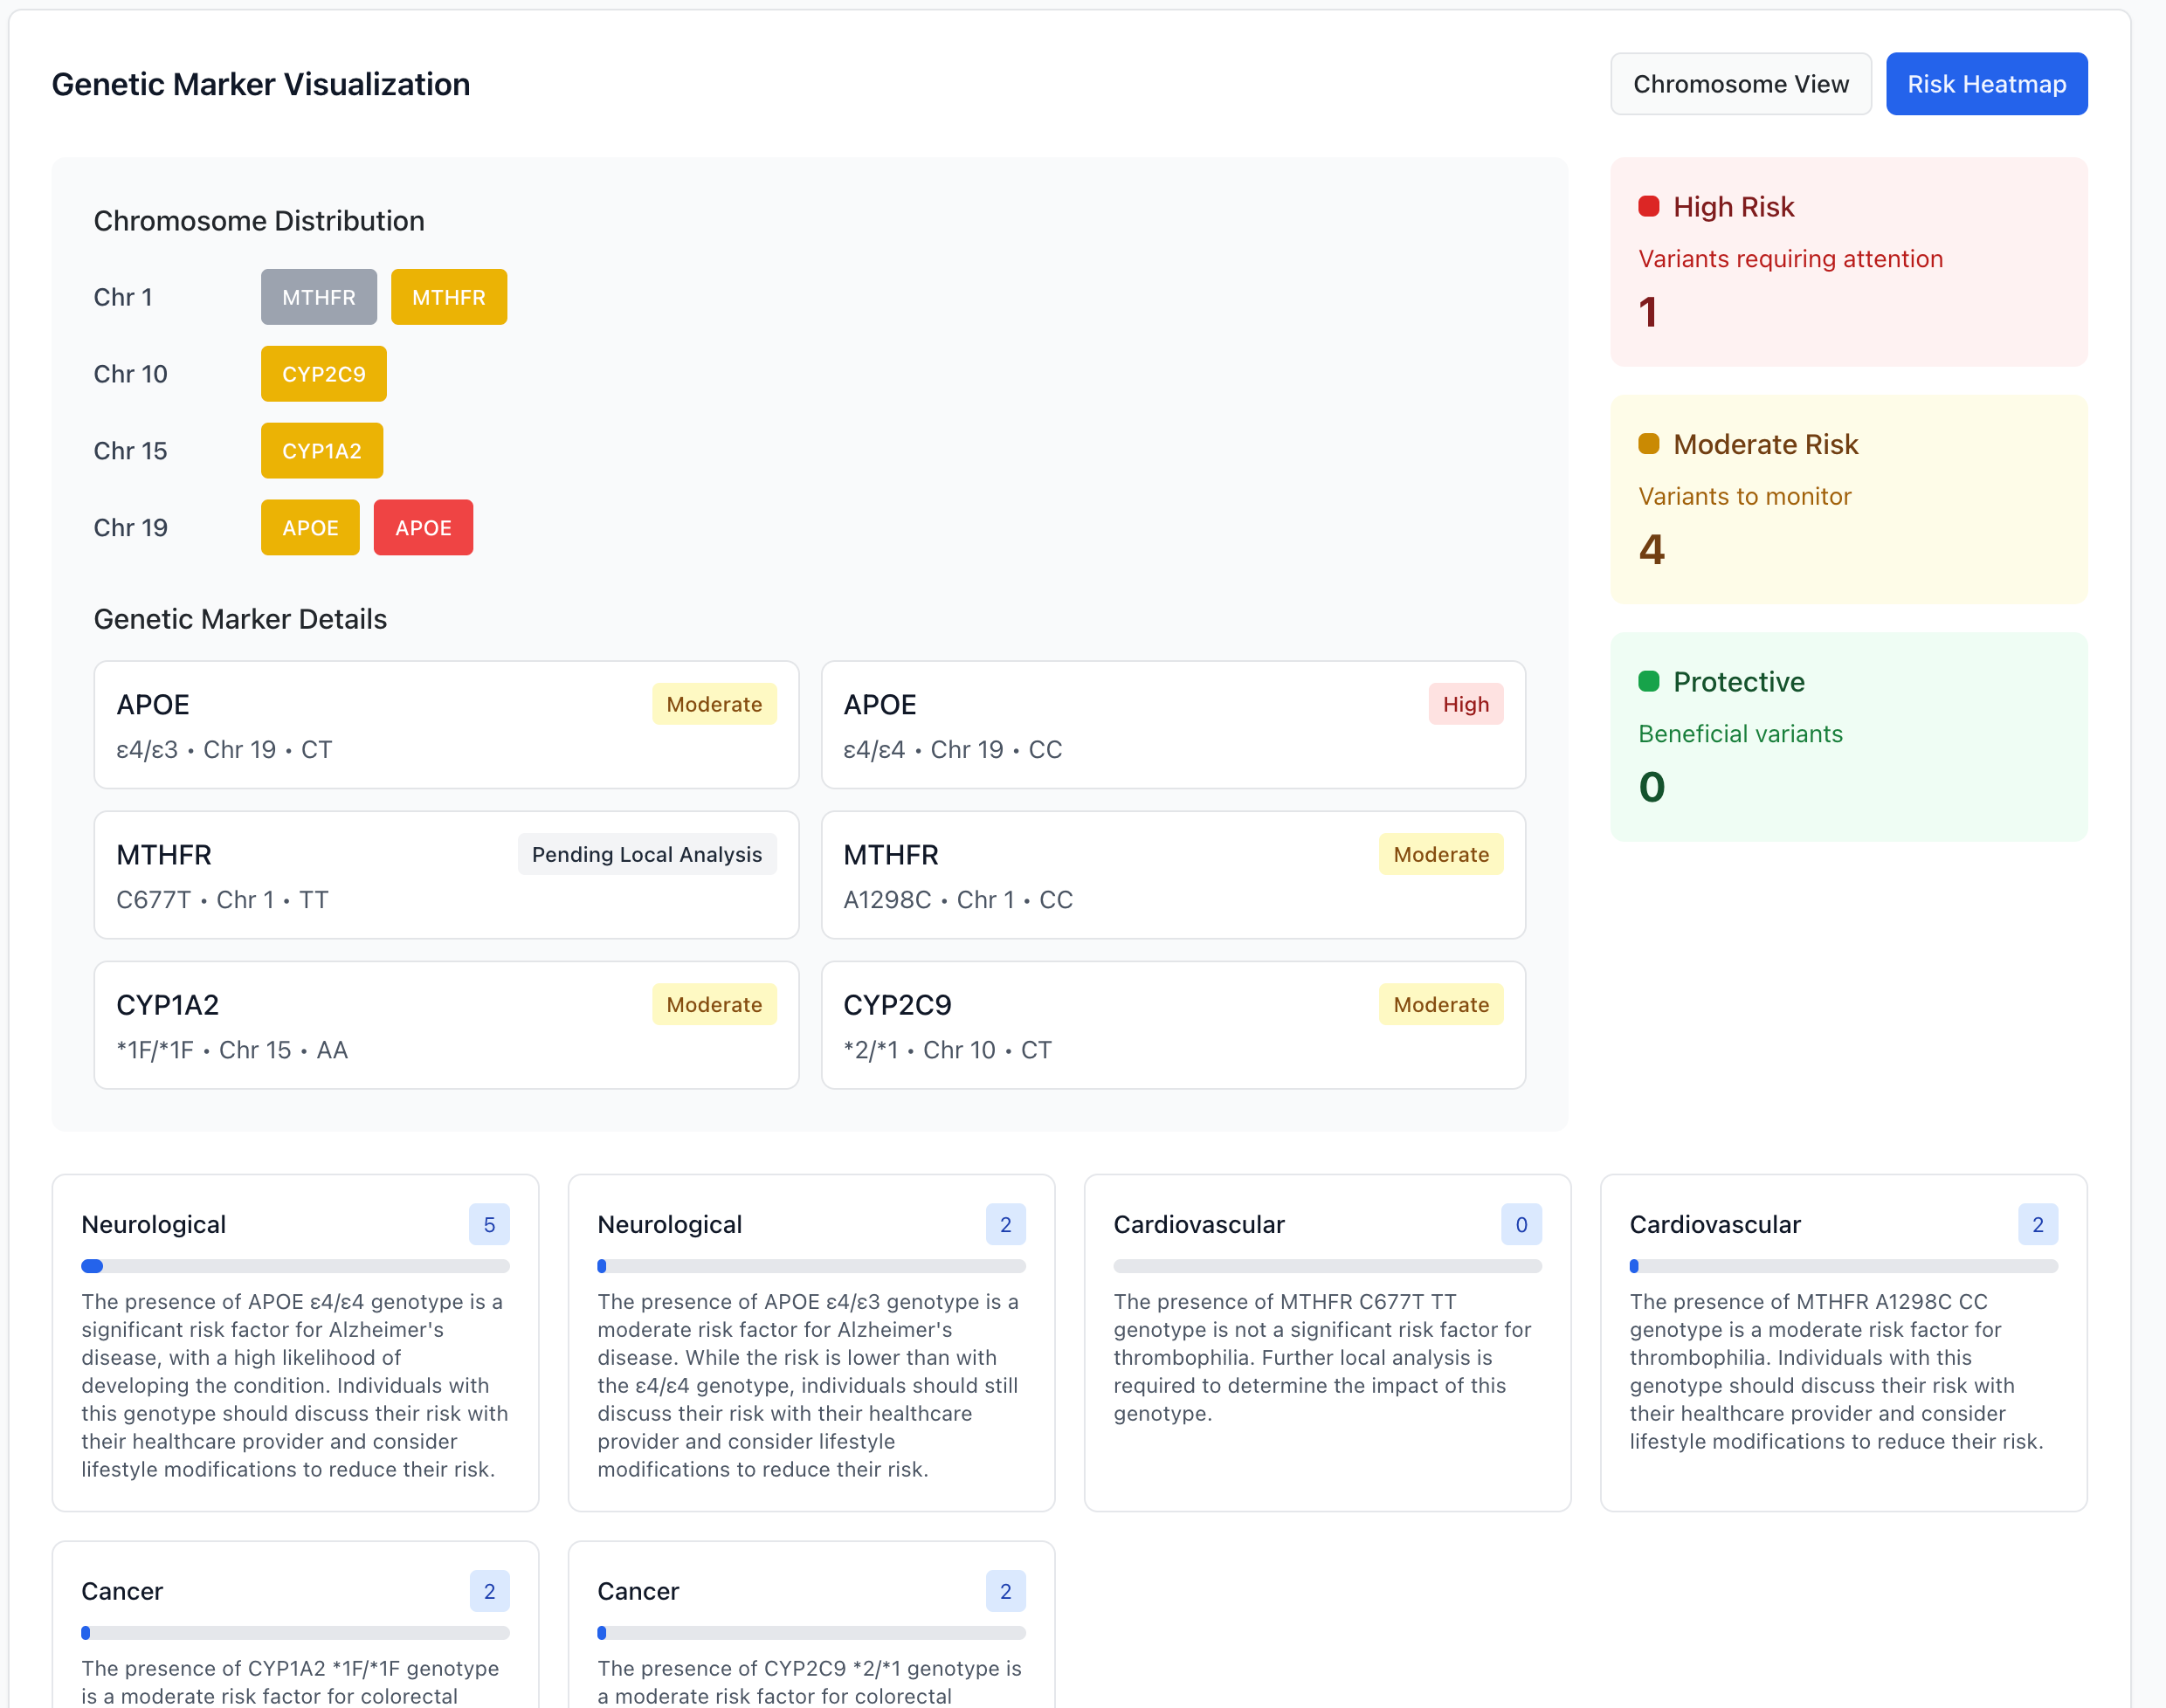 Genetic Marker Visualization
Chromosome View
Risk Heatmap
Chromosome Distribution
Chr 1
MTHFR
MTHFR
Chr 10
CYP2C9
Chr 15
CYP1A2
Chr 19
APOE
APOE
Genetic Marker Details
APOE
Moderate
ε4/ε3 • Chr 19 • CT
APOE
High
ε4/ε4 • Chr 19 • CC
MTHFR
Pending Local Analysis
C677T • Chr 1 • TT
MTHFR
Moderate
A1298C • Chr 1 • CC
CYP1A2
Moderate
*1F/*1F • Chr 15 • AA
CYP2C9
Moderate
*2/*1 • Chr 10 • CT
High Risk
Variants requiring attention
1
Moderate Risk
Variants to monitor
4
Protective
Beneficial variants
0
Neurological
5
The presence of APOE ε4/ε4 genotype is a
significant risk factor for Alzheimer's
disease, with a high likelihood of
developing the condition. Individuals with
this genotype should discuss their risk with
their healthcare provider and consider
lifestyle modifications to reduce their risk.
Neurological
2
The presence of APOE ε4/ε3 genotype is a
moderate risk factor for Alzheimer's
disease. While the risk is lower than with
the ε4/ε4 genotype, individuals should still
discuss their risk with their healthcare
provider and consider lifestyle
modifications to reduce their risk.
Cardiovascular
0
The presence of MTHFR C677T TT
genotype is not a significant risk factor for
thrombophilia. Further local analysis is
required to determine the impact of this
genotype.
Cardiovascular
2
The presence of MTHFR A1298C CC
genotype is a moderate risk factor for
thrombophilia. Individuals with this
genotype should discuss their risk with
their healthcare provider and consider
lifestyle modifications to reduce their risk.
Cancer
2
The presence of CYP1A2 *1F/*1F genotype
is a moderate risk factor for colorectal
Cancer
2
The presence of CYP2C9 *2/*1 genotype is
a moderate risk factor for colorectal